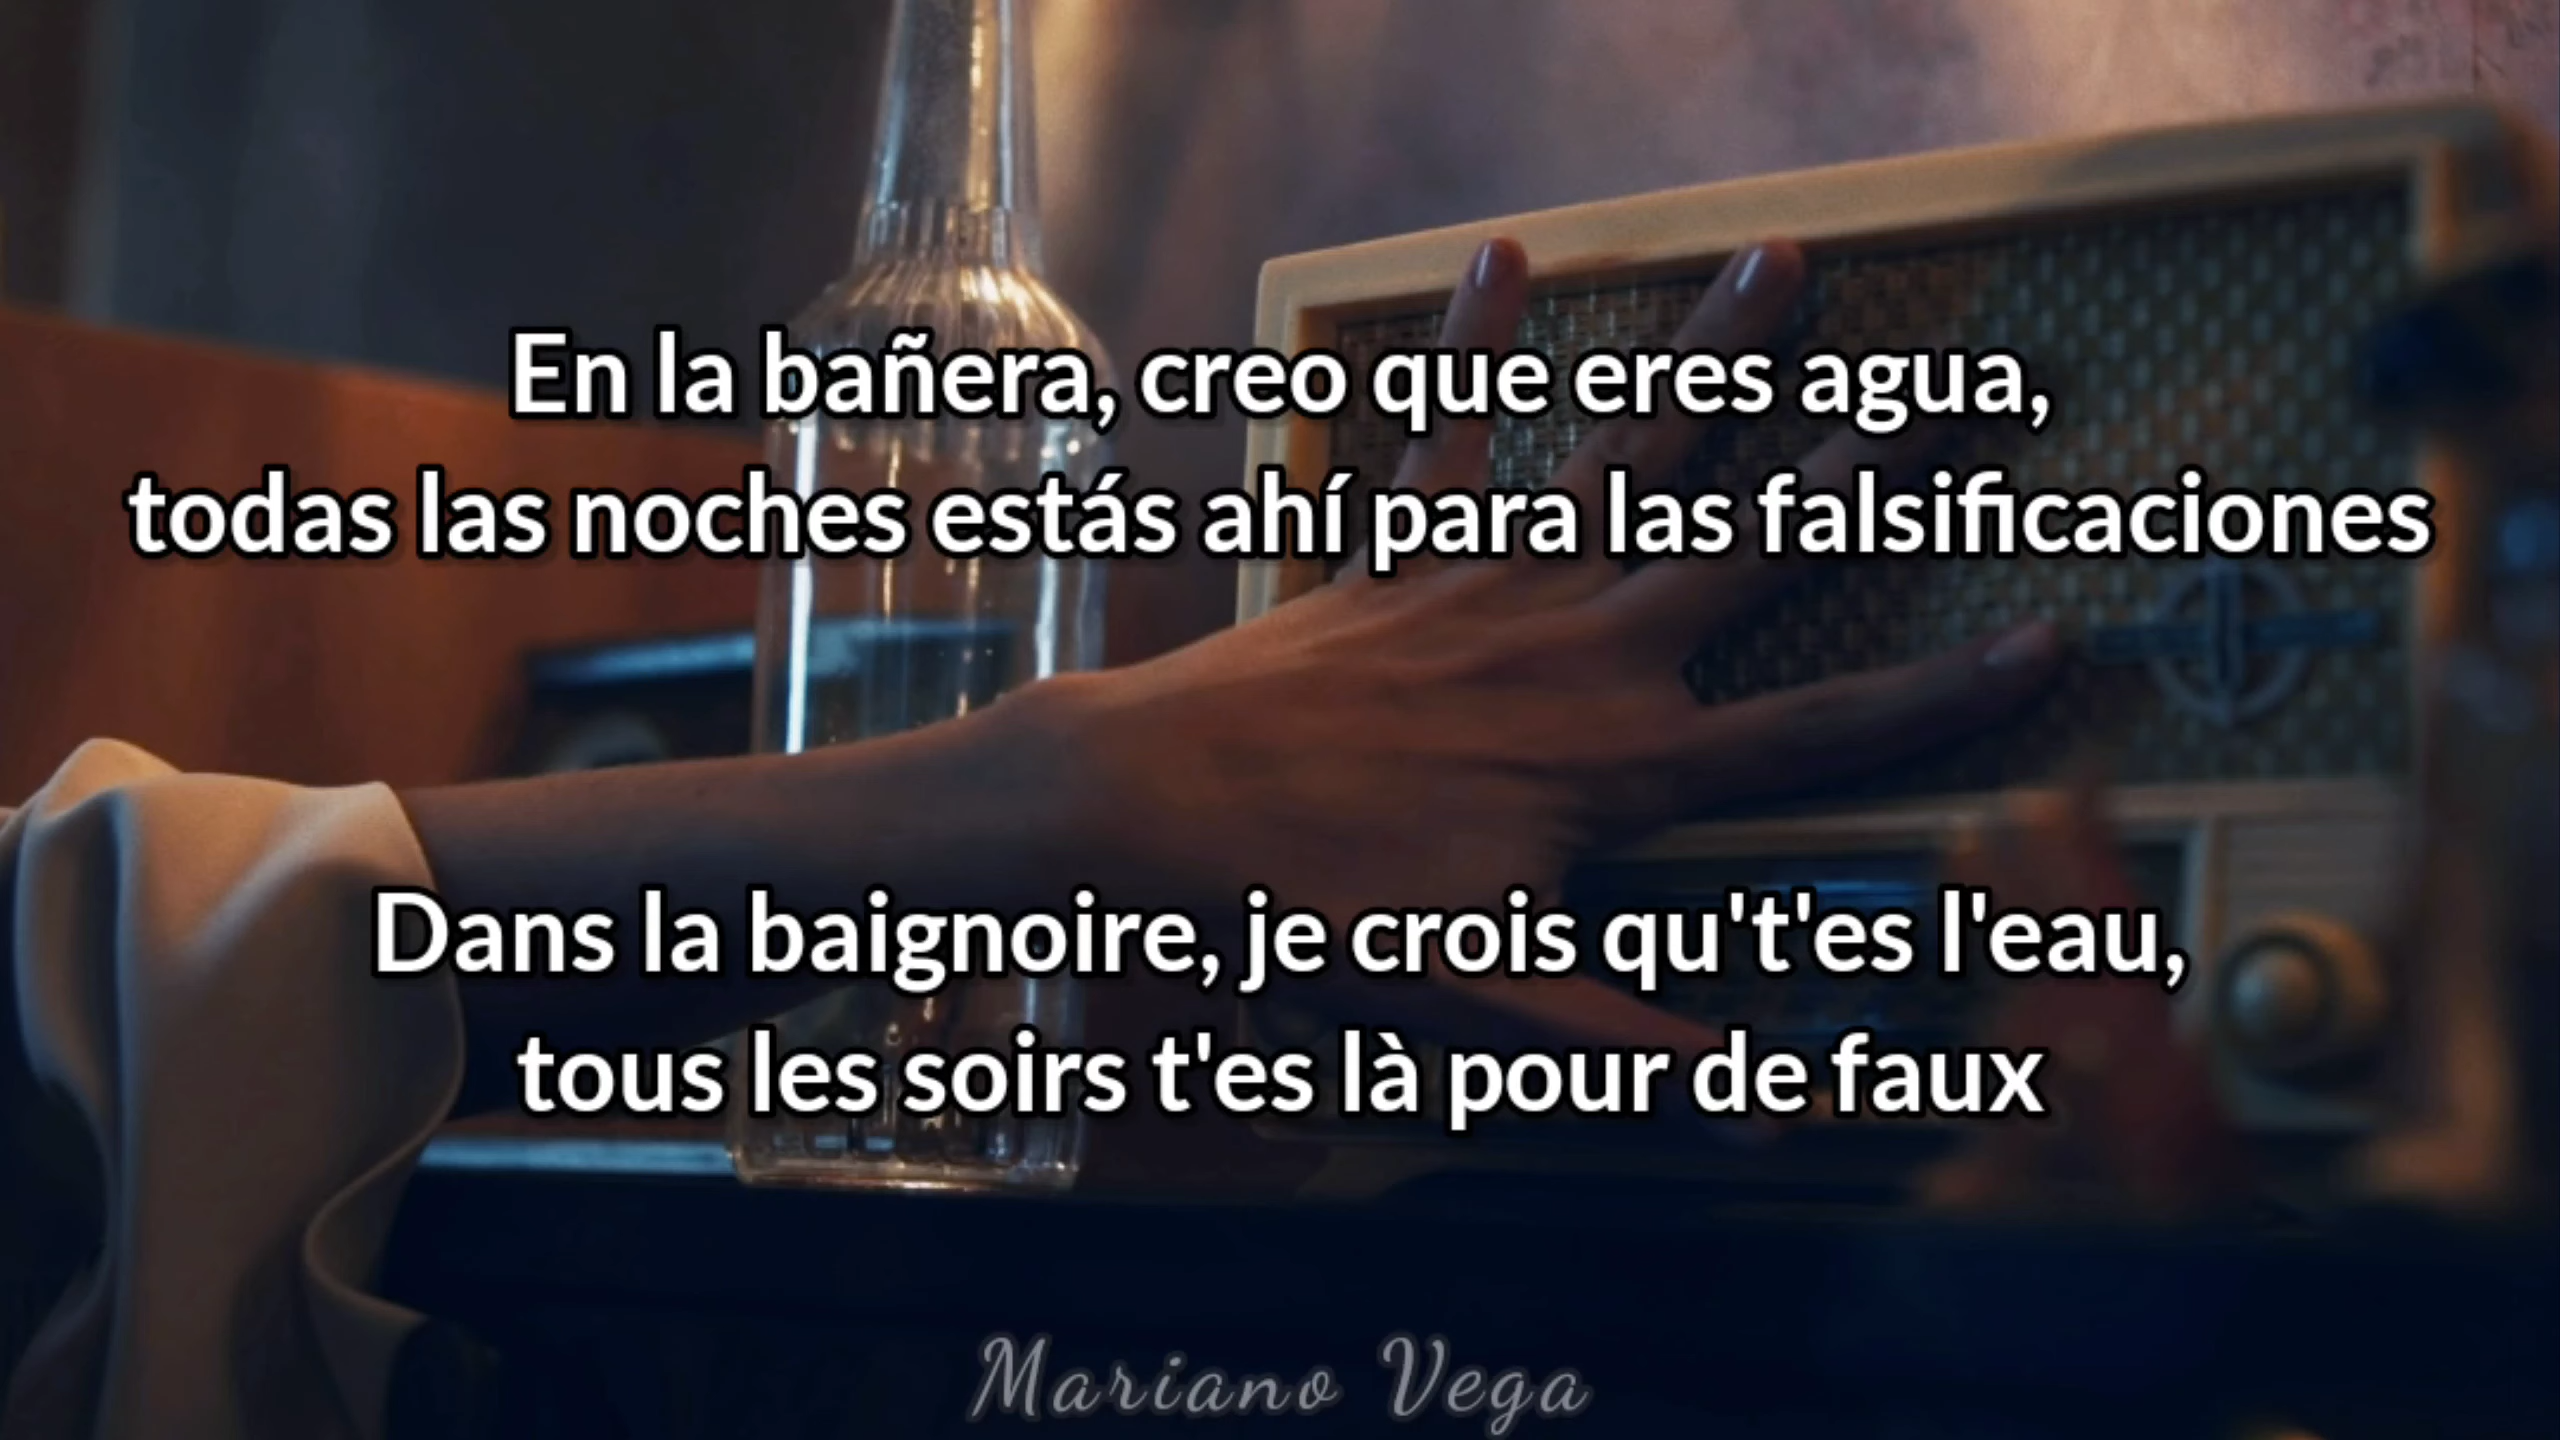 En la bañera, creo que eres agua,
todas las noches estás ahí para las falsificaciones
Dans la baignoire, je crois qu't'es l'eau,
tous les soirs t'es là pour de faux
Mariano Vega